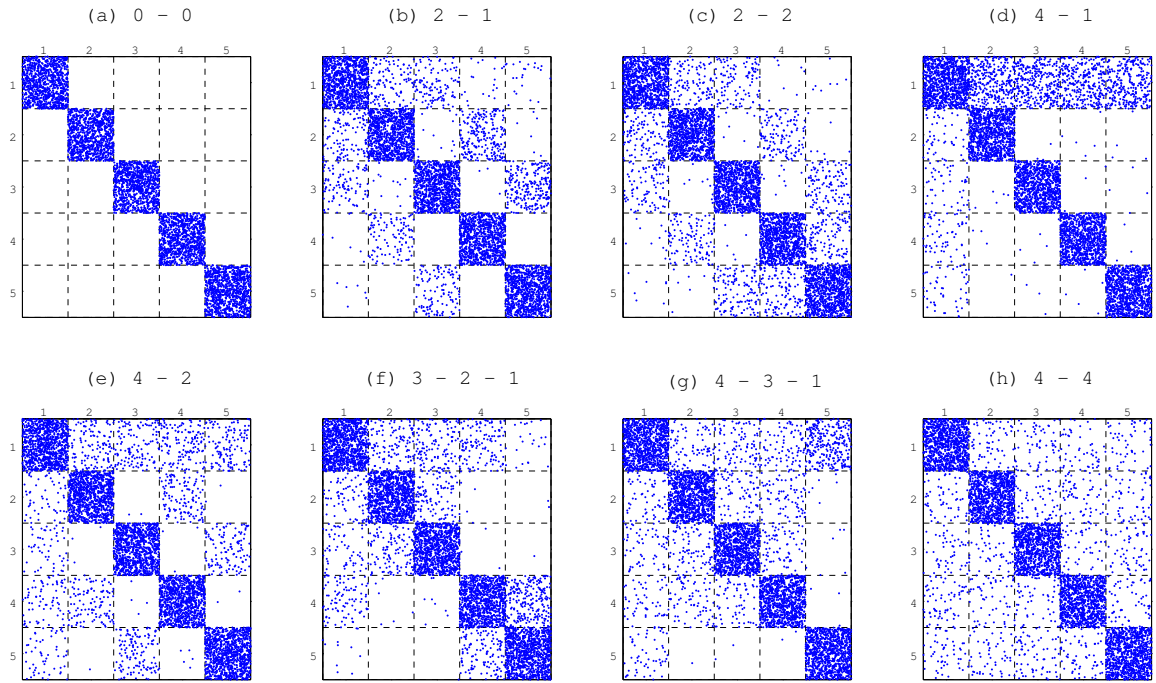 (a) 0 − 0
(b) 2 − 1
(c) 2 − 2
(d) 4 − 1
1 2 3 4 5
1 2 3 4 5
1 2 3 4 5
1 2 3 4 5
1 1 1 1
2 2 2 2
3 3 3 3
4 4 4 4
5 5 5 5
(e) 4 − 2
(f) 3 − 2 − 1
(g) 4 − 3 − 1
(h) 4 − 4
1 2 3 4 5
1 2 3 4 5
1 2 3 4 5
1 2 3 4 5
1 1 1 1
2 2 2 2
3 3 3 3
4 4 4 4
5 5 5 5